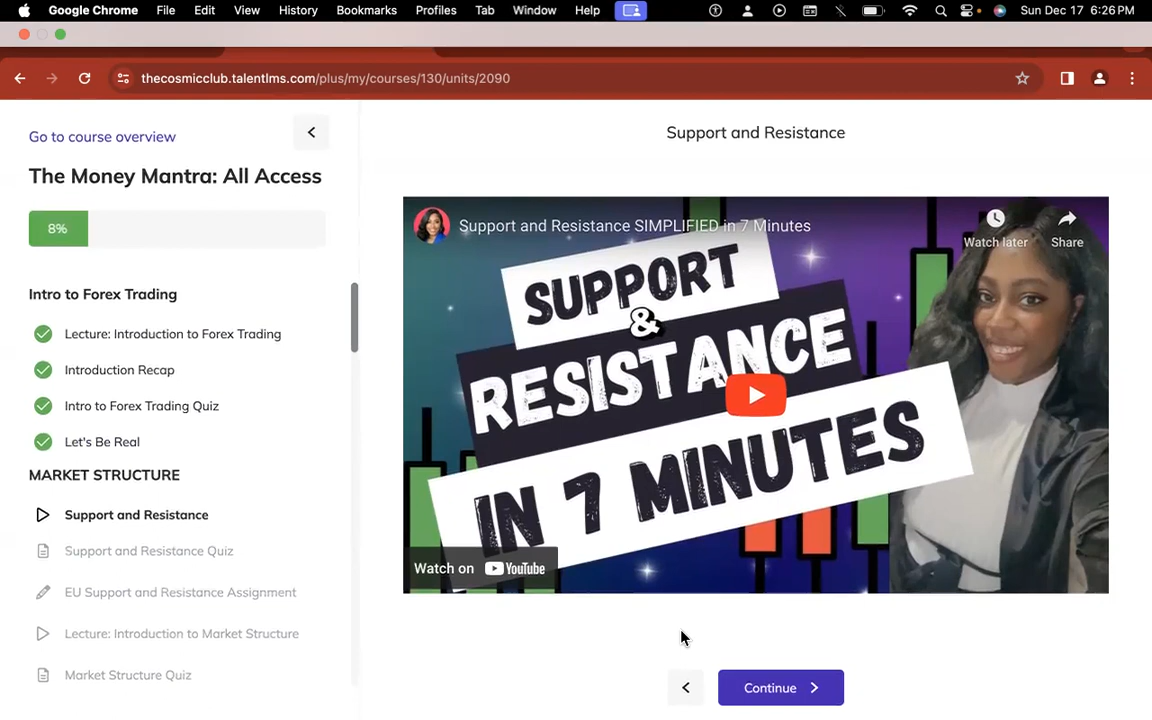 Google Chrome File Edit View History Bookmarks Profiles Tab Window Help Sun Dec 17 6:26 PM
thecosmicclub.talentlms.com/plus/my/courses/130/units/2090
Go to course overview
The Money Mantra: All Access
8%
Intro to Forex Trading
Lecture: Introduction to Forex Trading
Introduction Recap
Intro to Forex Trading Quiz
Let's Be Real
MARKET STRUCTURE
Support and Resistance
Support and Resistance Quiz
EU Support and Resistance Assignment
Lecture: Introduction to Market Structure
Market Structure Quiz
Support and Resistance
Support and Resistance SIMPLIFIED in 7 Minutes
Watch later
Share
SUPPORT
&
RESISTANCE
IN 7 MINUTES
Watch on YouTube
Continue